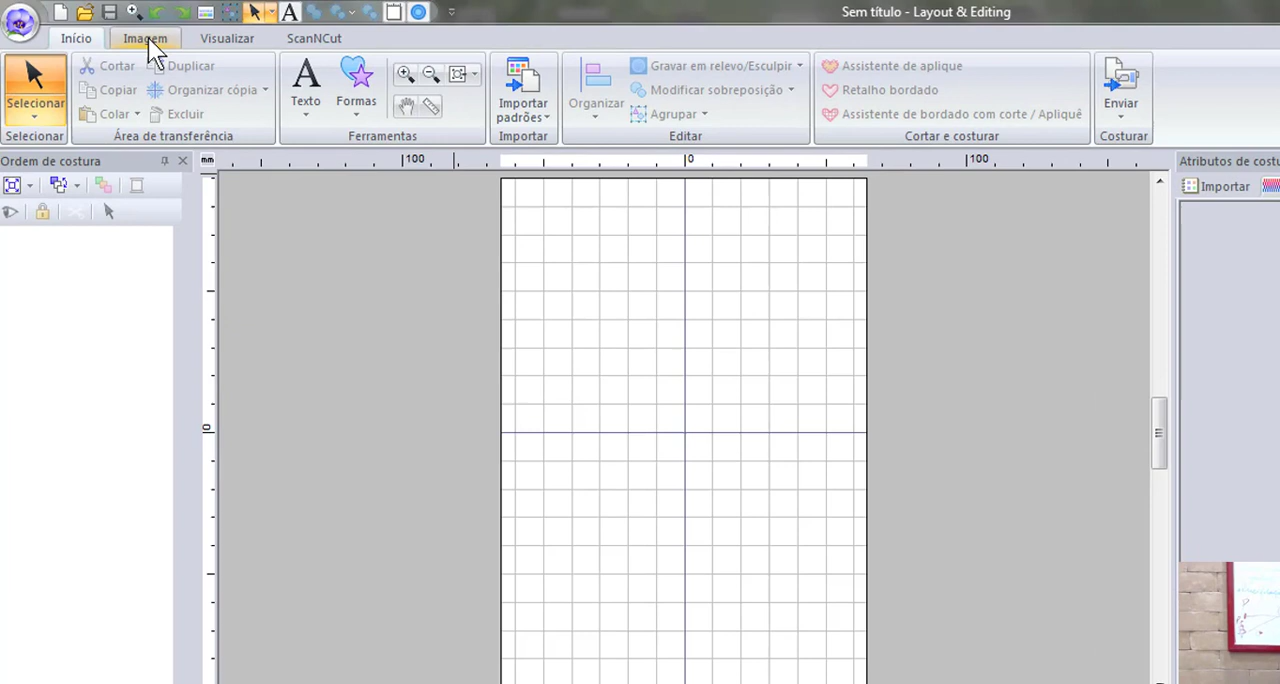 Sem título - Layout & Editing
Início Imagem Visualizar ScanNCut
Selecionar
Selecionar
Cortar
Duplicar
Copiar
Organizar cópia
Colar
Excluir
Área de transferência
A
Texto
Formas
Ferramentas
Importar
padrões
Importar
Organizar
Gravar em relevo/Esculpir
Modificar sobreposição
Agrupar
Editar
Assistente de aplique
Retalho bordado
Assistente de bordado com corte / Apliquê
Cortar e costurar
Enviar
Costurar
Ordem de costura
mm
100
0
100
0
Atributos de costu
Importar